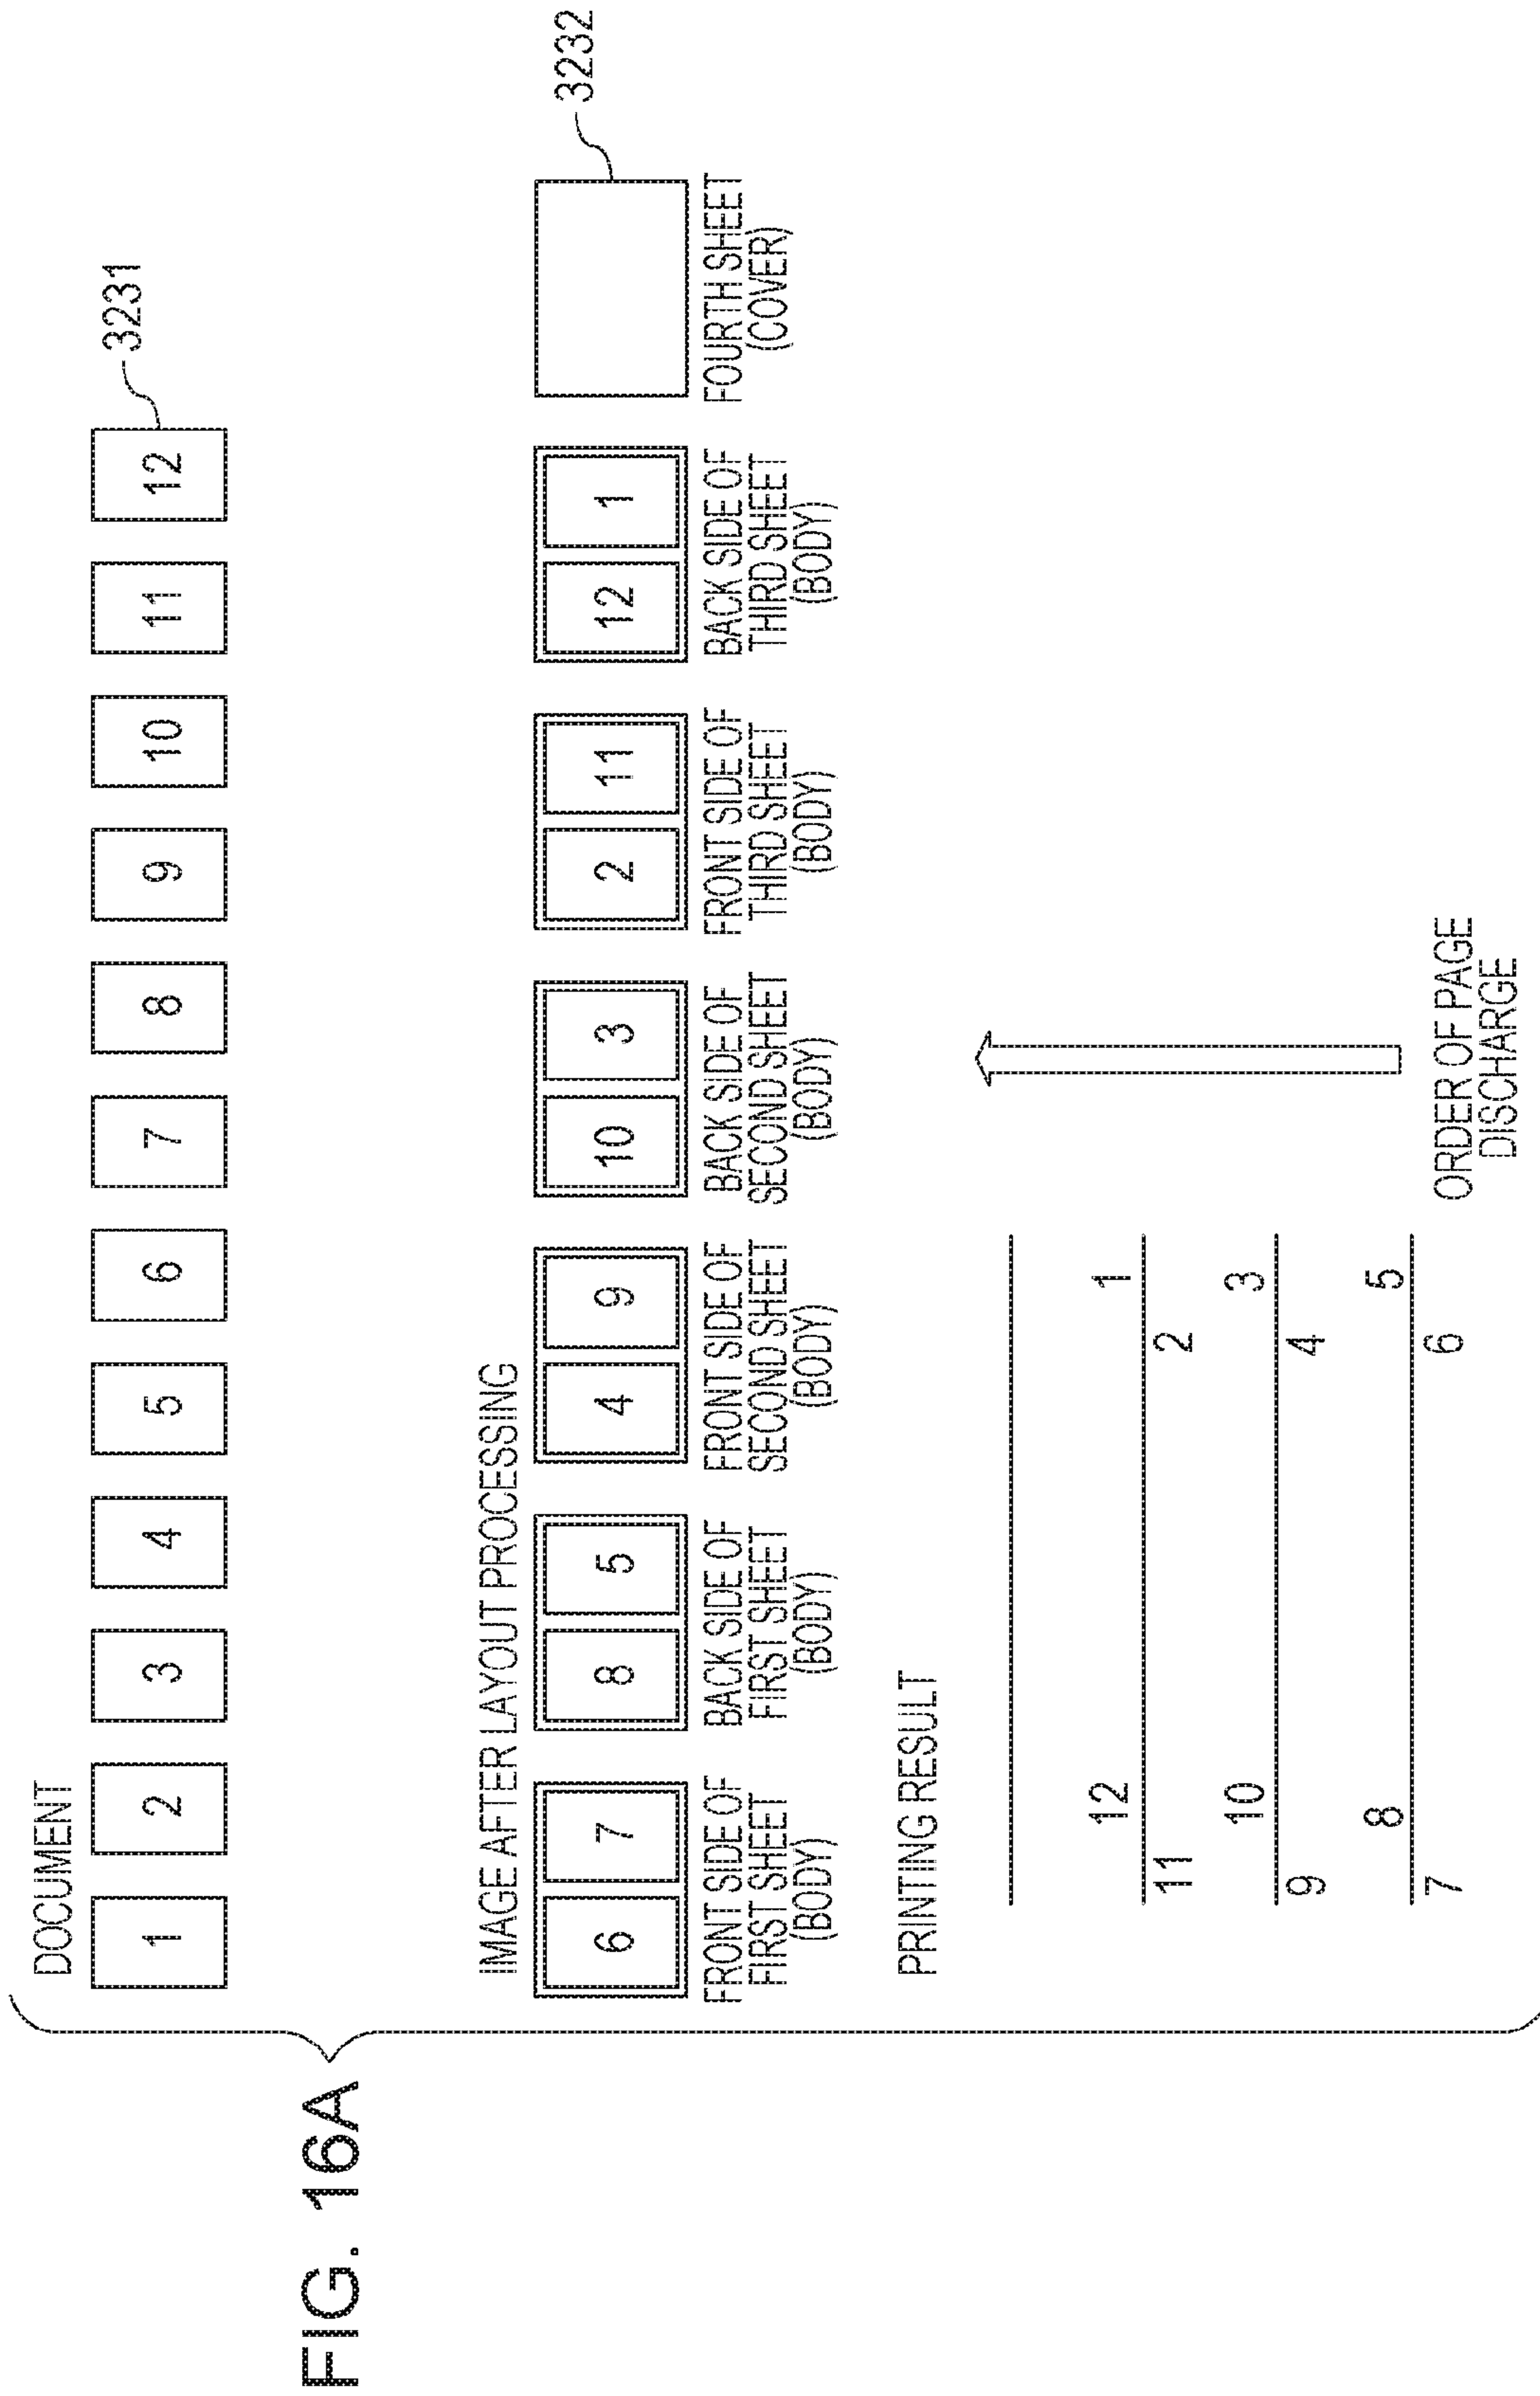 FIG. 16A
DOCUMENT
1 2 3 4 5 6 7 8 9 10 11 12
3231
IMAGE AFTER LAYOUT PROCESSING
6 7
8 5
4 9
10 3
2 11
12 1
3232
FRONT SIDE OF
FIRST SHEET
(BODY)
BACK SIDE OF
FIRST SHEET
(BODY)
FRONT SIDE OF
SECOND SHEET
(BODY)
BACK SIDE OF
SECOND SHEET
(BODY)
FRONT SIDE OF
THIRD SHEET
(BODY)
BACK SIDE OF
THIRD SHEET
(BODY)
FOURTH SHEET
(COVER)
PRINTING RESULT
12 1
11 2
10 3
9 4
8 5
7 6
ORDER OF PAGE
DISCHARGE